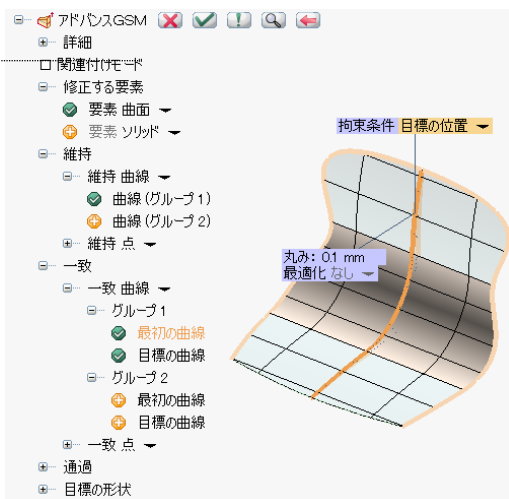 アドバンスGSM
詳細
関連付けモード
修正する要素
要素 曲面
要素 ソリッド
維持
維持 曲線
曲線 (グループ 1)
曲線 (グループ 2)
維持 点
一致
一致 曲線
グループ 1
最初の曲線
目標の曲線
グループ 2
最初の曲線
目標の曲線
一致 点
通過
目標の形状
拘束条件 目標の位置
丸み: 0.1 mm
最適化 なし